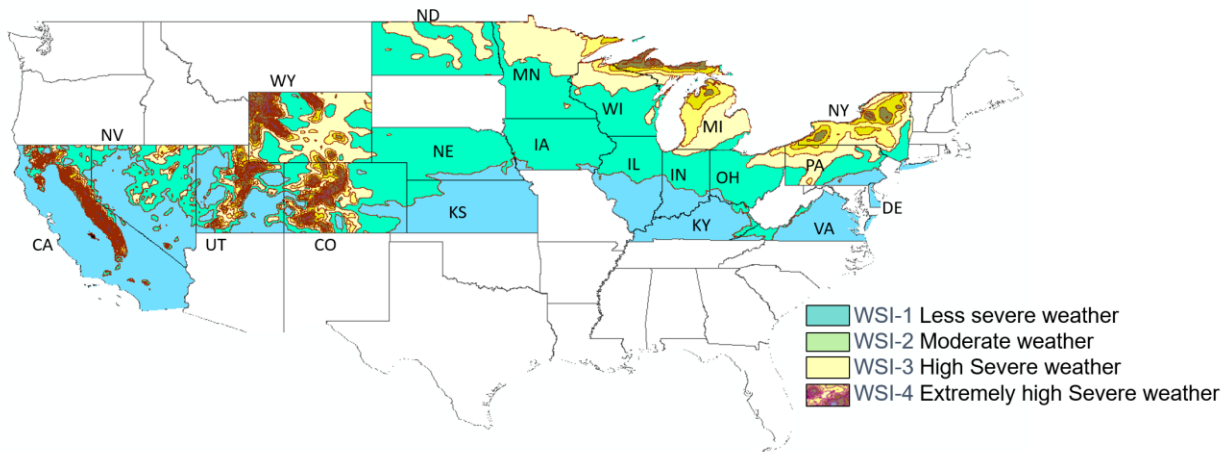 ND
WY
MN
NY
WI
NV
MI
NE
IA
PA
IL
IN
OH
DE
KS
KY
VA
CA
UT
CO
WSI-1 Less severe weather
WSI-2 Moderate weather
WSI-3 High Severe weather
WSI-4 Extremely high Severe weather